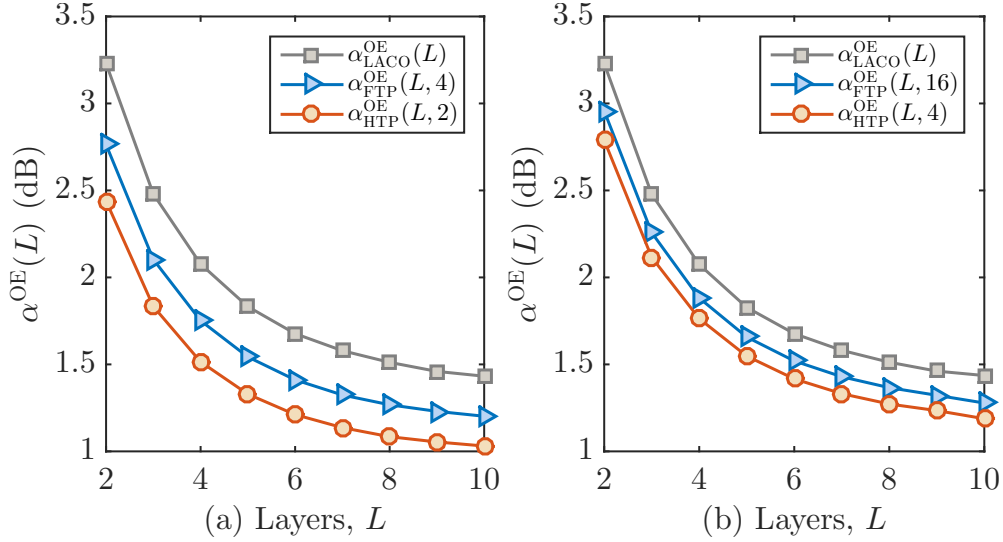 3.5
3
2.5
2
1.5
1
α^OE(L) (dB)
α^OE_LACO(L)
α^OE_FTP(L, 4)
α^OE_HTP(L, 2)
2 4 6 8 10
(a) Layers, L
3.5
3
2.5
2
1.5
1
α^OE(L) (dB)
α^OE_LACO(L)
α^OE_FTP(L, 16)
α^OE_HTP(L, 4)
2 4 6 8 10
(b) Layers, L